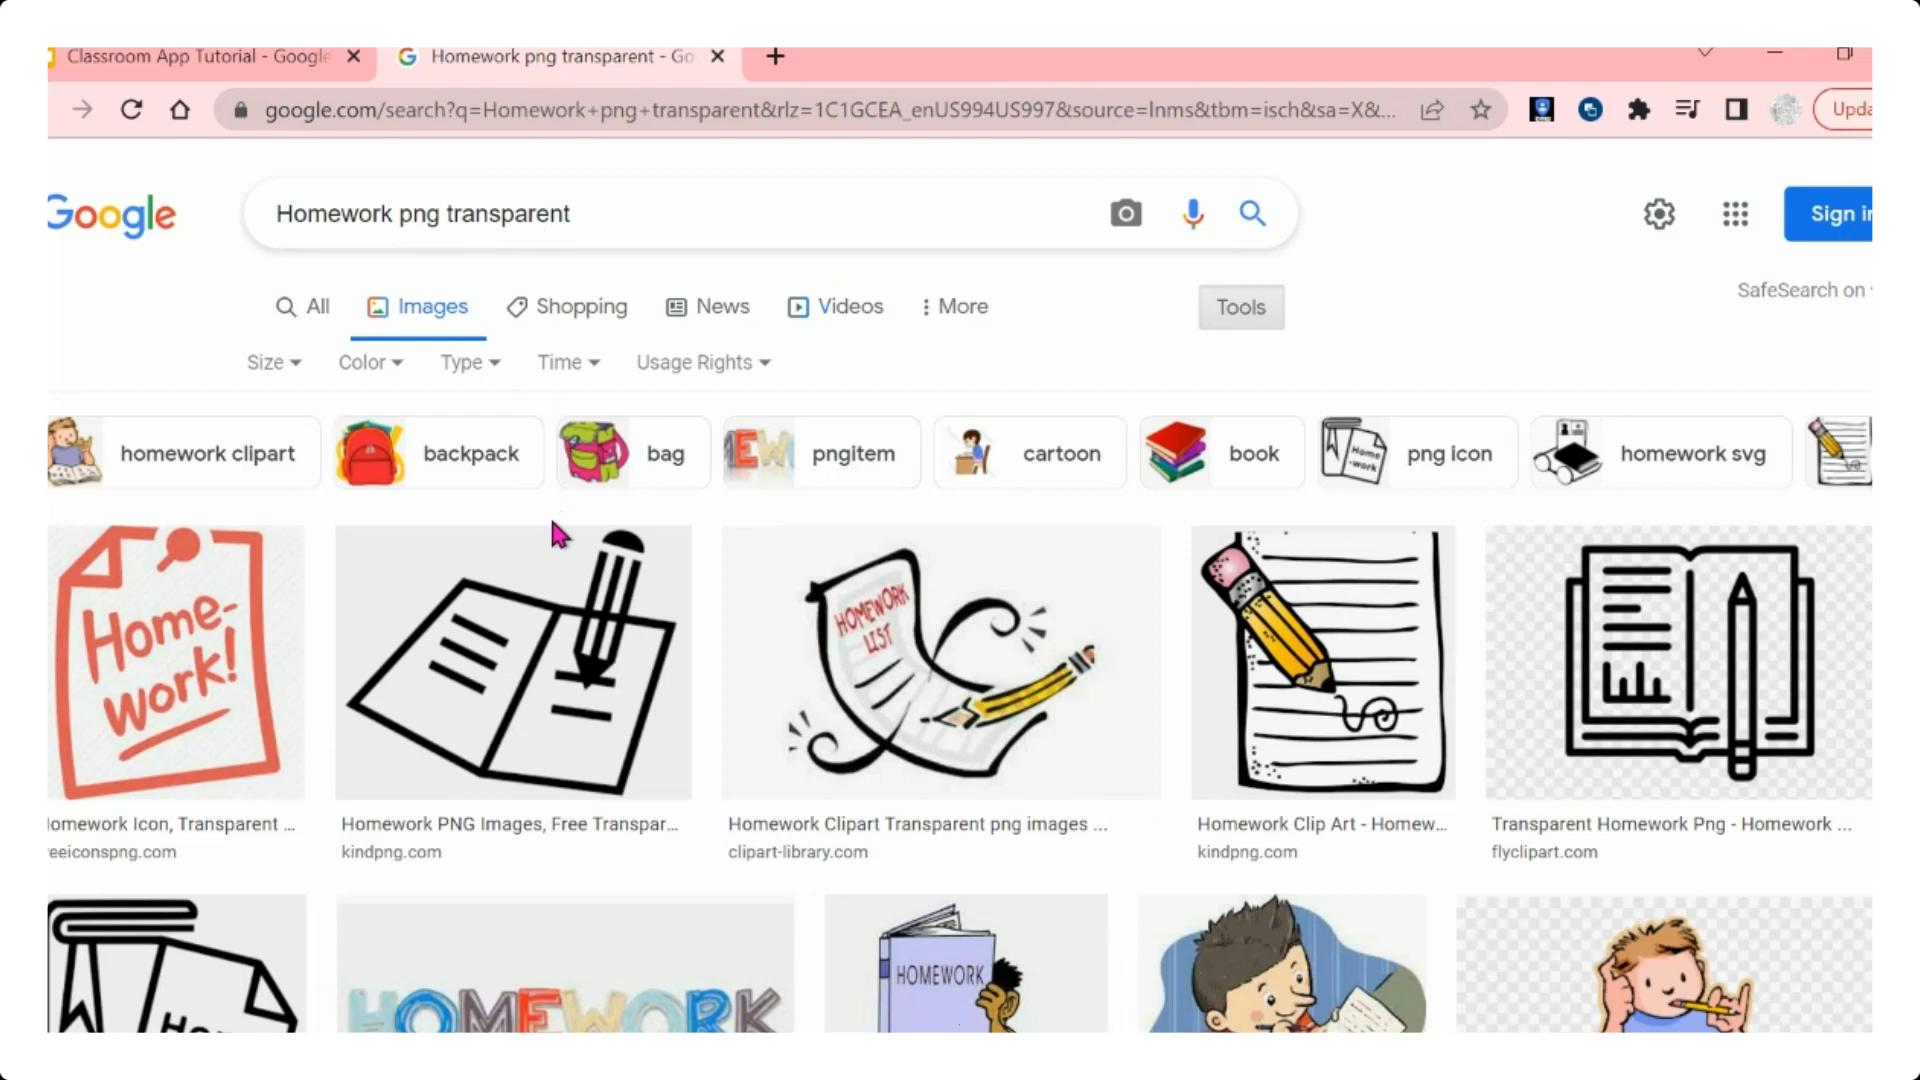 Classroom App Tutorial - Google
Homework png transparent - Go
google.com/search?q=Homework+png+transparent&rlz=1C1GCEA_enUS994US997&source=lnms&tbm=isch&sa=X&...
Upda
Google
Homework png transparent
Sign in
All
Images
Shopping
News
Videos
More
Tools
SafeSearch on
Size
Color
Type
Time
Usage Rights
homework clipart
backpack
bag
pngitem
cartoon
book
png icon
homework svg
Home-
work!
HOMEWORK
LIST
Homework Icon, Transparent ...
reeiconspng.com
Homework PNG Images, Free Transpar...
kindpng.com
Homework Clipart Transparent png images ...
clipart-library.com
Homework Clip Art - Homew...
kindpng.com
Transparent Homework Png - Homework ...
flyclipart.com
HOMEWORK
HOMEWORK